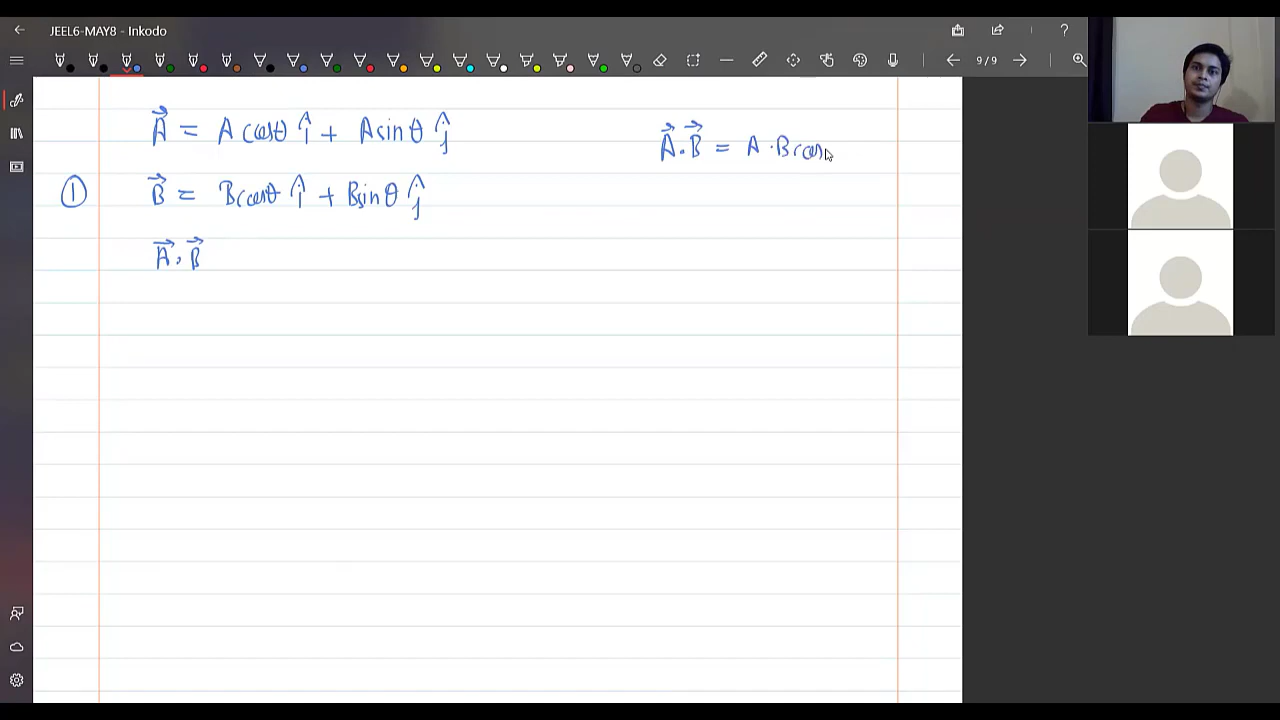 JEEL6-MAY8 - Inkodo
9/9
?
A⃗ = A cosθ î + A sinθ ĵ
A⃗ . B⃗ = A . B cos
① B⃗ = B cosθ î + B sinθ ĵ
A⃗ . B⃗